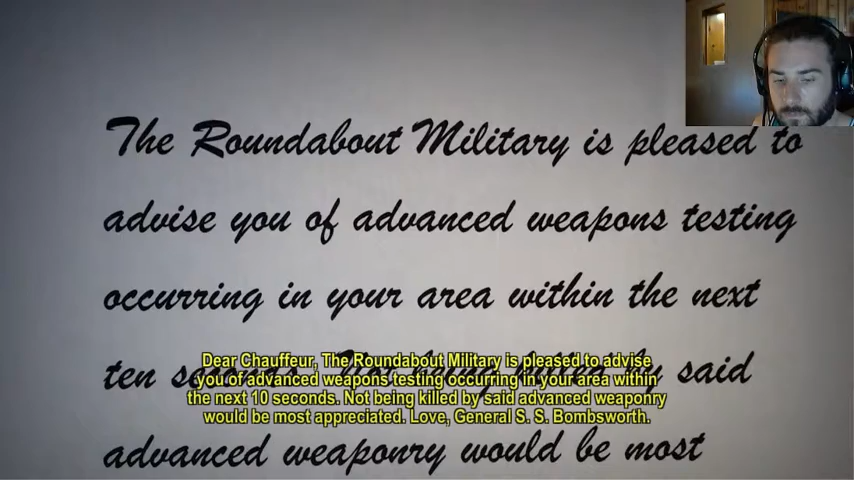 The Roundabout Military is pleased to
advise you of advanced weapons testing
occurring in your area within the next
ten said
advanced weaponry would be most
Dear Chauffeur, The Roundabout Military is pleased to advise
you of advanced weapons testing occurring in your area within
the next 10 seconds. Not being killed by said advanced weaponry
would be most appreciated. Love, General S. S. Bombsworth.